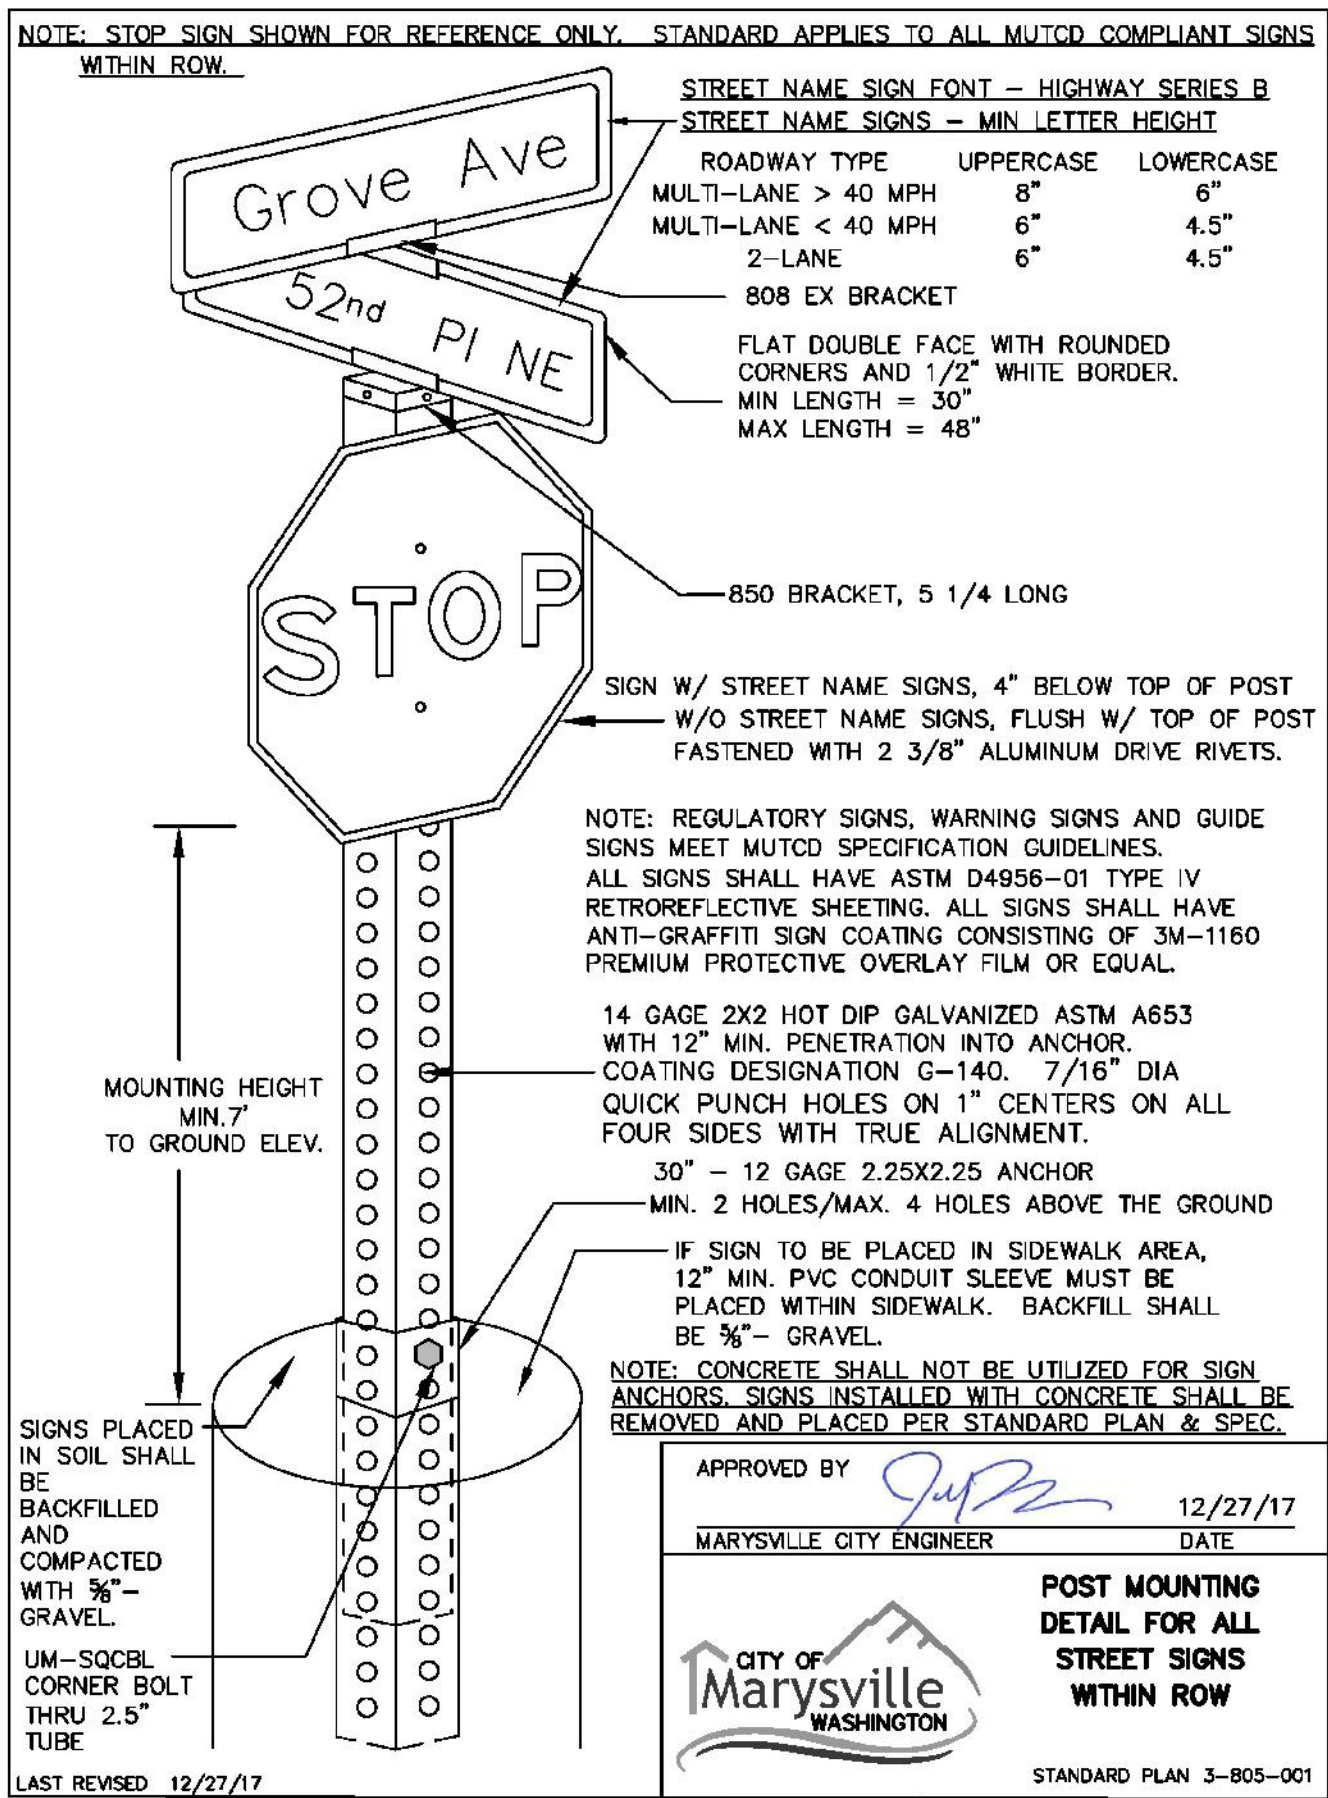 NOTE: STOP SIGN SHOWN FOR REFERENCE ONLY. STANDARD APPLIES TO ALL MUTCD COMPLIANT SIGNS
WITHIN ROW.
STREET NAME SIGN FONT – HIGHWAY SERIES B
STREET NAME SIGNS – MIN LETTER HEIGHT
ROADWAY TYPE UPPERCASE LOWERCASE
MULTI–LANE > 40 MPH 8" 6"
MULTI–LANE < 40 MPH 6" 4.5"
2–LANE 6" 4.5"
Grove Ave
52nd Pl NE
808 EX BRACKET
FLAT DOUBLE FACE WITH ROUNDED
CORNERS AND 1/2" WHITE BORDER.
MIN LENGTH = 30"
MAX LENGTH = 48"
STOP
850 BRACKET, 5 1/4 LONG
SIGN W/ STREET NAME SIGNS, 4" BELOW TOP OF POST
W/O STREET NAME SIGNS, FLUSH W/ TOP OF POST
FASTENED WITH 2 3/8" ALUMINUM DRIVE RIVETS.
NOTE: REGULATORY SIGNS, WARNING SIGNS AND GUIDE
SIGNS MEET MUTCD SPECIFICATION GUIDELINES.
ALL SIGNS SHALL HAVE ASTM D4956–01 TYPE IV
RETROREFLECTIVE SHEETING. ALL SIGNS SHALL HAVE
ANTI–GRAFFITI SIGN COATING CONSISTING OF 3M–1160
PREMIUM PROTECTIVE OVERLAY FILM OR EQUAL.
14 GAGE 2X2 HOT DIP GALVANIZED ASTM A653
WITH 12" MIN. PENETRATION INTO ANCHOR.
COATING DESIGNATION G–140. 7/16" DIA
QUICK PUNCH HOLES ON 1" CENTERS ON ALL
FOUR SIDES WITH TRUE ALIGNMENT.
MOUNTING HEIGHT
MIN.7'
TO GROUND ELEV.
30" – 12 GAGE 2.25X2.25 ANCHOR
MIN. 2 HOLES/MAX. 4 HOLES ABOVE THE GROUND
IF SIGN TO BE PLACED IN SIDEWALK AREA,
12" MIN. PVC CONDUIT SLEEVE MUST BE
PLACED WITHIN SIDEWALK. BACKFILL SHALL
BE ⅝"– GRAVEL.
NOTE: CONCRETE SHALL NOT BE UTILIZED FOR SIGN
ANCHORS. SIGNS INSTALLED WITH CONCRETE SHALL BE
REMOVED AND PLACED PER STANDARD PLAN & SPEC.
SIGNS PLACED
IN SOIL SHALL
BE
BACKFILLED
AND
COMPACTED
WITH ⅝"–
GRAVEL.
UM–SQCBL
CORNER BOLT
THRU 2.5"
TUBE
LAST REVISED 12/27/17
APPROVED BY
12/27/17
MARYSVILLE CITY ENGINEER DATE
CITY OF
Marysville
WASHINGTON
POST MOUNTING
DETAIL FOR ALL
STREET SIGNS
WITHIN ROW
STANDARD PLAN 3–805–001